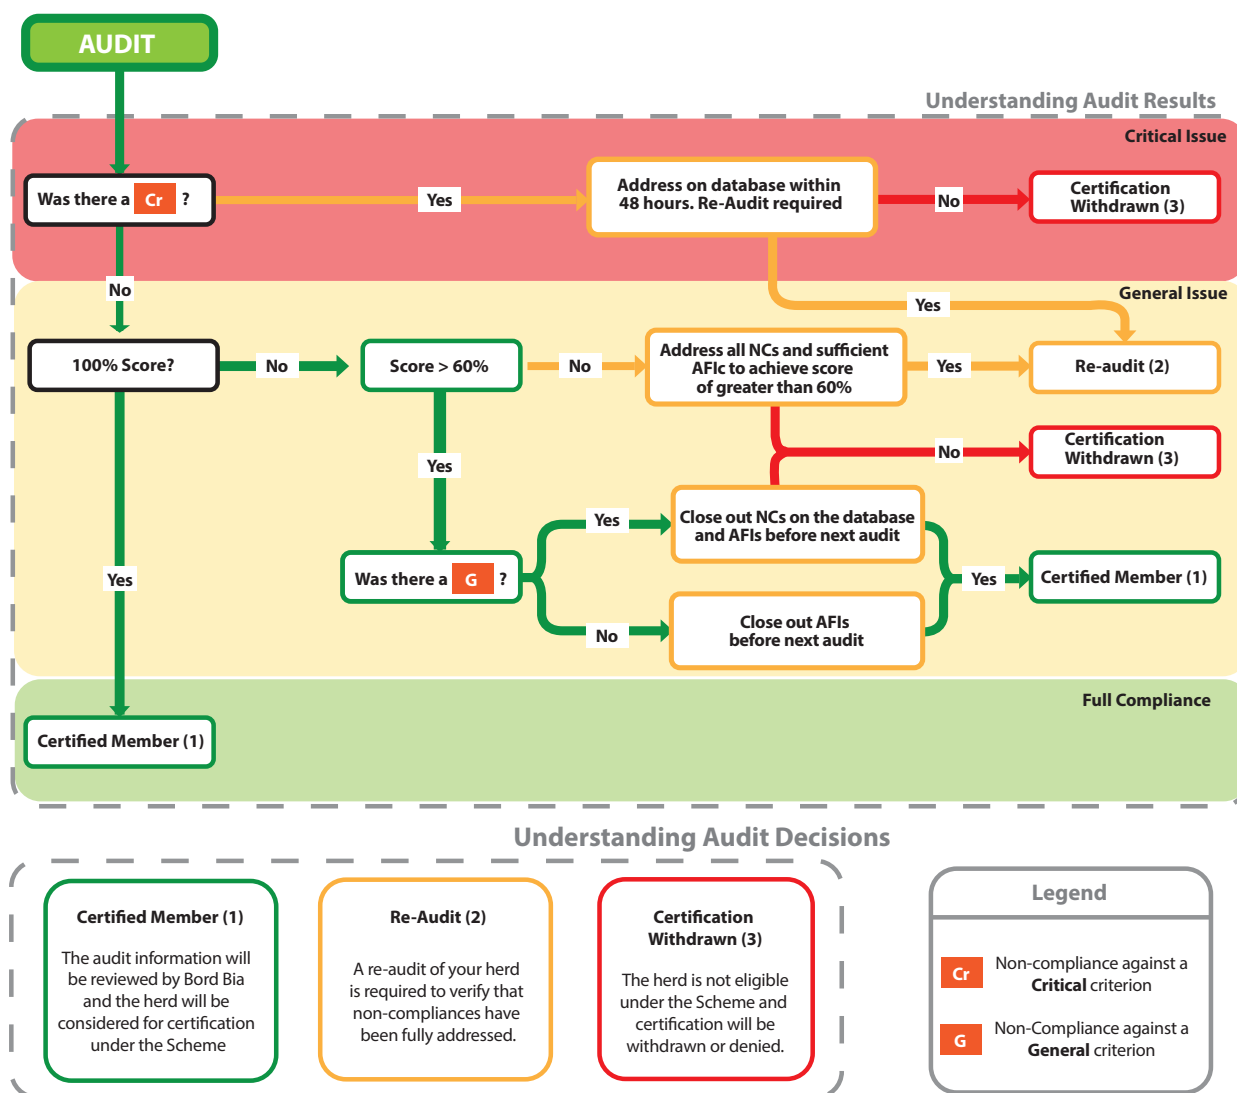 AUDIT
Understanding Audit Results
Critical Issue
Was there a Cr ?
Yes
Address on database within
48 hours. Re-Audit required
No
Certification
Withdrawn (3)
No
General Issue
Yes
100% Score?
No
Score > 60%
No
Address all NCs and sufficient
AFIc to achieve score
of greater than 60%
Yes
Re-audit (2)
Certification
Withdrawn (3)
No
Yes
Yes
Close out NCs on the database
and AFIs before next audit
Was there a G ?
Yes
Certified Member (1)
Yes
No
Close out AFIs
before next audit
Full Compliance
Certified Member (1)
Understanding Audit Decisions
Certified Member (1)
The audit information will
be reviewed by Bord Bia
and the herd will be
considered for certification
under the Scheme
Re-Audit (2)
A re-audit of your herd
is required to verify that
non-compliances have
been fully addressed.
Certification
Withdrawn (3)
The herd is not eligible
under the Scheme and
certification will be
withdrawn or denied.
Legend
Cr Non-compliance against a
Critical criterion
G Non-Compliance against a
General criterion